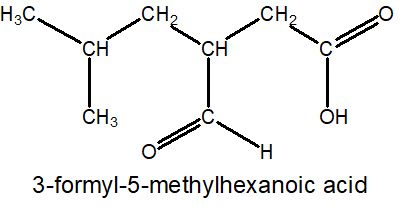 H₃C CH₂ CH₂ O
CH CH C
CH₃ C OH
O H
3-formyl-5-methylhexanoic acid